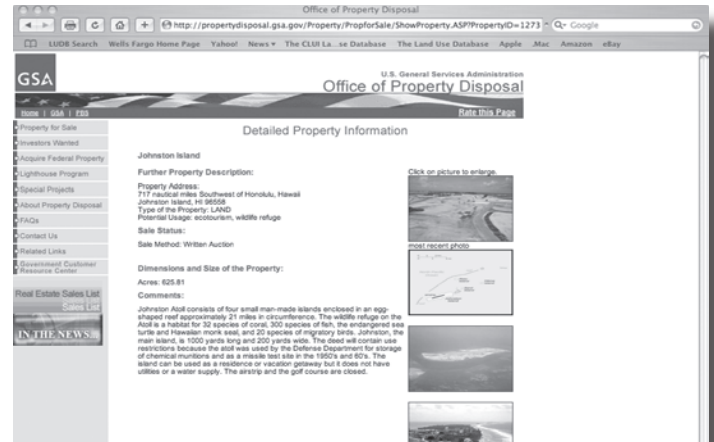 Office of Property Disposal
http://propertydisposal.gsa.gov/Property/PropforSale/ShowProperty.ASP?PropertyID=1273
Google
LUDB Search Wells Fargo Home Page Yahoo! News The CLUI La...se Database The Land Use Database Apple .Mac Amazon eBay
GSA
U.S. General Services Administration
Office of Property Disposal
Home | GSA | PBS
Rate this Page
Property for Sale
Investors Wanted
Acquire Federal Property
Lighthouse Program
Special Projects
About Property Disposal
FAQs
Contact Us
Related Links
Government Customer
Resource Center
Real Estate Sales List
Sales List
IN THE NEWS
Detailed Property Information
Johnston Island
Further Property Description:
Property Address:
717 nautical miles Southwest of Honolulu, Hawaii
Johnston Island, HI 96558
Type of the Property: LAND
Potential Usage: ecotourism, wildlife refuge
Sale Status:
Sale Method: Written Auction
Dimensions and Size of the Property:
Acres: 625.81
Comments:
Johnston Atoll consists of four small man-made islands enclosed in an egg-
shaped reef approximately 21 miles in circumference. The wildlife refuge on the
Atoll is a habitat for 32 species of coral, 300 species of fish, the endangered sea
turtle and Hawaiian monk seal, and 20 species of migratory birds. Johnston, the
main island, is 1000 yards long and 200 yards wide. The deed will contain use
restrictions because the atoll was used by the Defense Department for storage
of chemical munitions and as a missile test site in the 1950's and 60's. The
island can be used as a residence or vacation getaway but it does not have
utilities or a water supply. The airstrip and the golf course are closed.
Click on picture to enlarge.
most recent photo